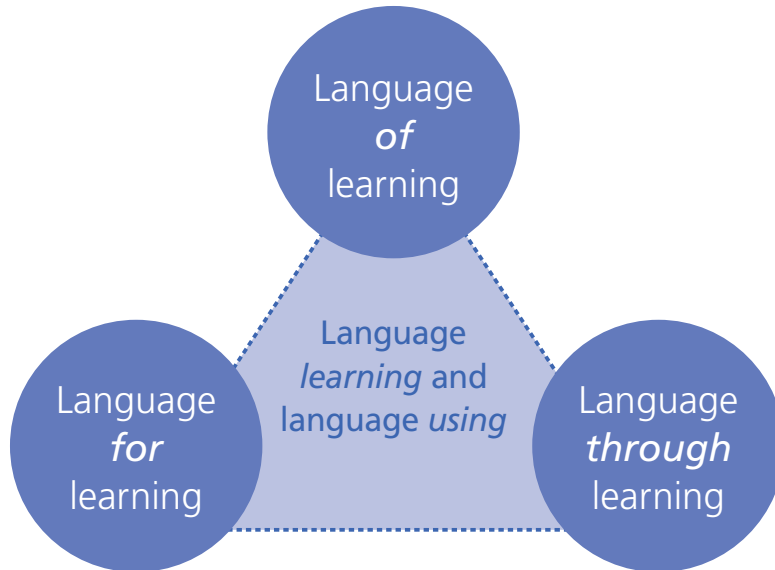 Language
of
learning
Language
learning and
language using
Language
for
learning
Language
through
learning